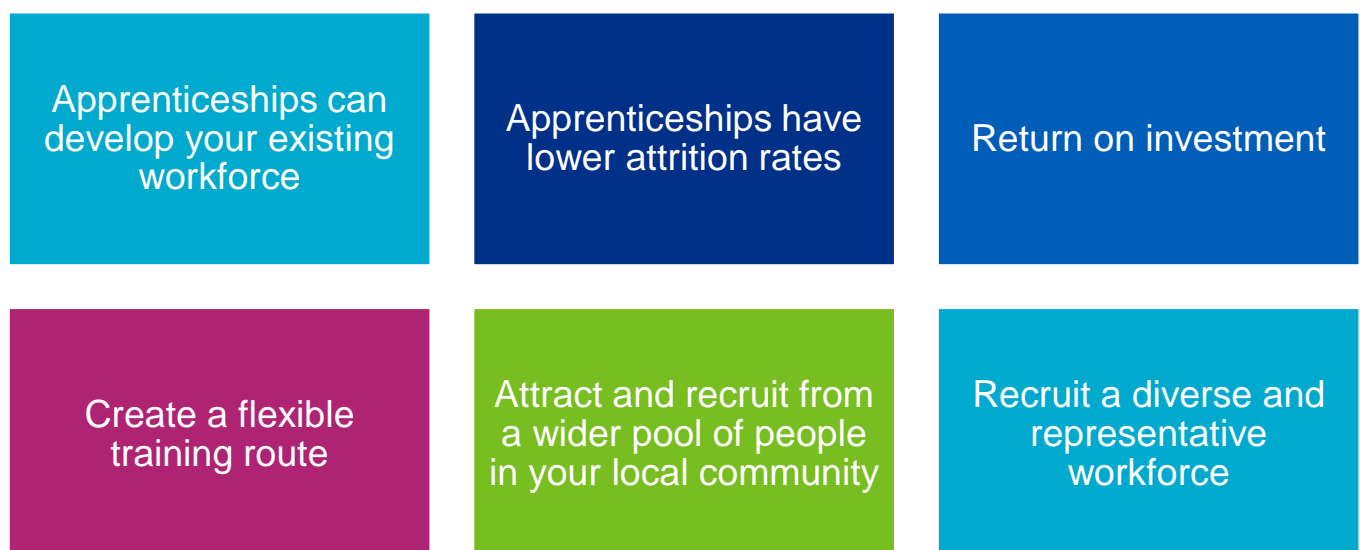 Apprenticeships can
develop your existing
workforce
Apprenticeships have
lower attrition rates
Return on investment
Create a flexible
training route
Attract and recruit from
a wider pool of people
in your local community
Recruit a diverse and
representative
workforce